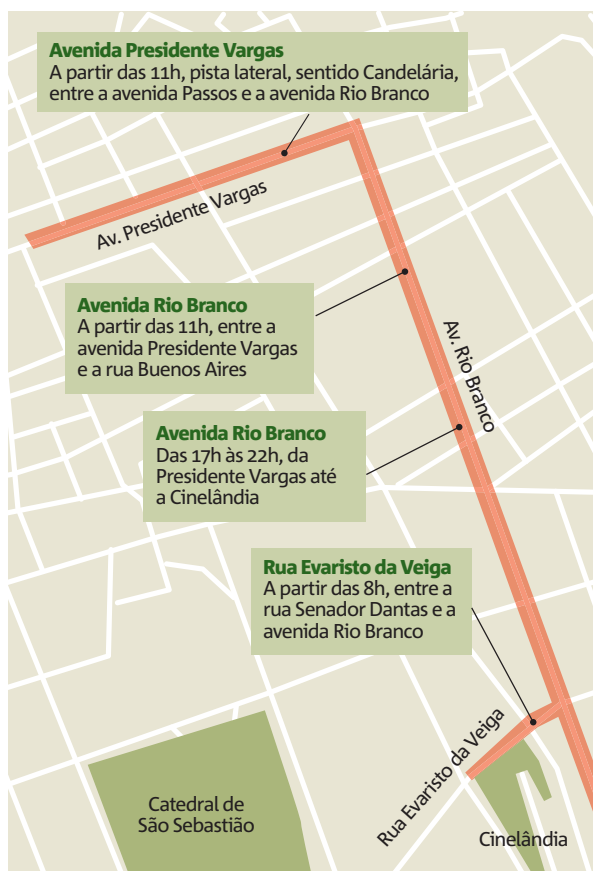 Avenida Presidente Vargas
A partir das 11h, pista lateral, sentido Candelária,
entre a avenida Passos e a avenida Rio Branco
Av. Presidente Vargas
Avenida Rio Branco
A partir das 11h, entre a
avenida Presidente Vargas
e a rua Buenos Aires
Av. Rio Branco
Avenida Rio Branco
Das 17h às 22h, da
Presidente Vargas até
a Cinelândia
Rua Evaristo da Veiga
A partir das 8h, entre a
rua Senador Dantas e a
avenida Rio Branco
Rua Evaristo da Veiga
Catedral de
São Sebastião
Cinelândia